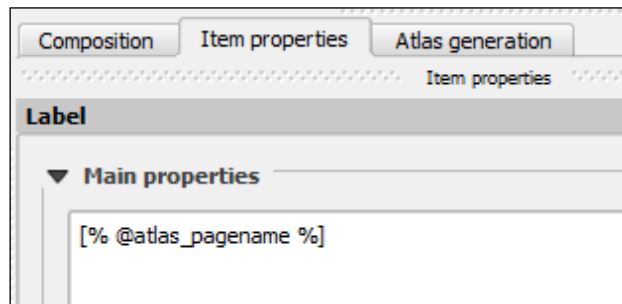 Composition Item properties Atlas generation
Item properties
Label
Main properties
[% @atlas_pagename %]